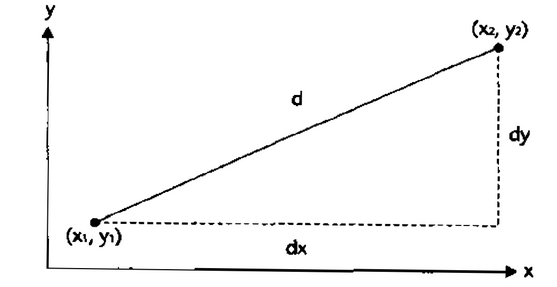 y
(x₂, y₂)
d
dy
(x₁, y₁)
dx
x